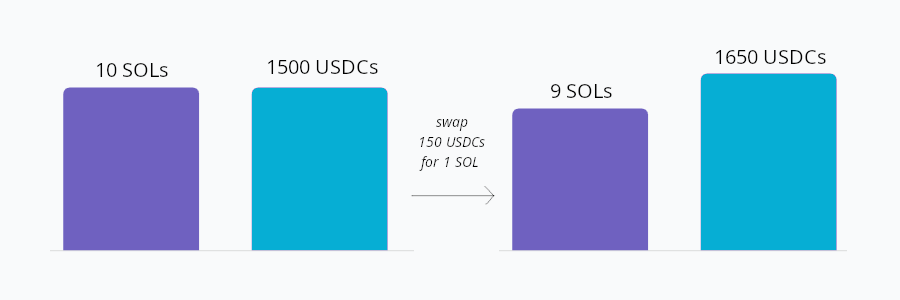 10 SOLs
1500 USDCs
swap
150 USDCs
for 1 SOL
9 SOLs
1650 USDCs